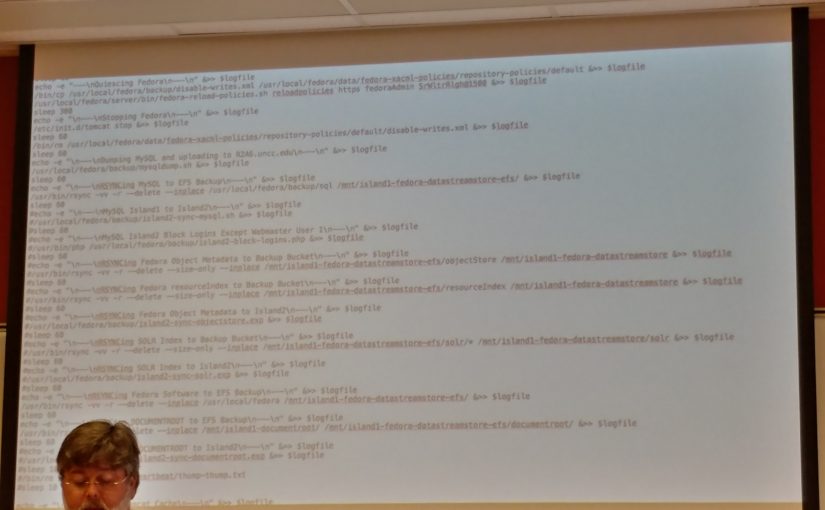 echo -e "\n----\nQuiescing Fedora\n----\n" &>> $logfile
/bin/cp /usr/local/fedora/backup/disable-writes.xml /usr/local/fedora/data/fedora-xacml-policies/repository-policies/default &>> $logfile
/usr/local/fedora/server/bin/fedora-reload-policies.sh reloadpolicies https fedoraAdmin &>> $logfile
sleep 300
echo -e "\n----\nStopping Fedora\n----\n" &>> $logfile
/etc/init.d/tomcat stop &>> $logfile
sleep 60
/bin/rm /usr/local/fedora/data/fedora-xacml-policies/repository-policies/default/disable-writes.xml &>> $logfile
sleep 60
echo -e "\n----\nDumping MySQL and uploading to \n----\n" &>> $logfile
/usr/local/fedora/backup/mysqldump.sh &>> $logfile
sleep 60
echo -e "\n----\nRSYNCing MySQL to EFS Backup\n----\n" &>> $logfile
/usr/bin/rsync -vv -r --delete --inplace /usr/local/fedora/backup/sql /mnt/island1-fedora-datastreamstore-efs/ &>> $logfile
sleep 60
#echo -e "\n----\nMySQL Island1 to Island2\n----\n" &>> $logfile
#/usr/local/fedora/backup/island2-sync-mysql.sh &>> $logfile
#sleep 60
#echo -e "\n----\nMySQL Island2 Block Logins Except Webmaster User 1\n----\n" &>> $logfile
#/usr/bin/php /usr/local/fedora/backup/island2-block-logins.php &>> $logfile
#sleep 60
#echo -e "\n----\nRSYNCing Fedora Object Metadata to Backup Bucket\n----\n" &>> $logfile
#/usr/bin/rsync -vv -r --delete --size-only --inplace /mnt/island1-fedora-datastreamstore-efs/objectStore /mnt/island1-fedora-datastreamstore &>> $logfile
#sleep 60
#echo -e "\n----\nRSYNCing Fedora resourceIndex to Backup Bucket\n----\n" &>> $logfile
#/usr/bin/rsync -vv -r --delete --size-only --inplace /mnt/island1-fedora-datastreamstore-efs/resourceIndex /mnt/island1-fedora-datastreamstore &>> $logfile
#sleep 60
#echo -e "\n----\nRSYNCing Fedora Object Metadata to Island2\n----\n" &>> $logfile
#/usr/local/fedora/backup/island2-sync-objectstore.exp &>> $logfile
#sleep 60
#echo -e "\n----\nRSYNCing SOLR Index to Backup Bucket\n----\n" &>> $logfile
#/usr/bin/rsync -vv -r --delete --size-only --inplace /mnt/island1-fedora-datastreamstore-efs/solr/* /mnt/island1-fedora-datastreamstore/solr &>> $logfile
#sleep 60
#echo -e "\n----\nRSYNCing SOLR Index to Island2\n----\n" &>> $logfile
#/usr/local/fedora/backup/island2-sync-solr.exp &>> $logfile
#sleep 60
echo -e "\n----\nRSYNCing Fedora Software to EFS Backup\n----\n" &>> $logfile
/usr/bin/rsync -vv -r --delete --inplace /usr/local/fedora /mnt/island1-fedora-datastreamstore-efs/ &>> $logfile
sleep 60
echo -e "\n---- DOCUMENTROOT to EFS Backup\n----\n" &>> $logfile
/usr/bin/ --delete --inplace /mnt/island1-documentroot/ /mnt/island1-fedora-datastreamstore-efs/documentroot/ &>> $logfile
sleep 60
#echo -e DOCUMENTROOT to Island2\n----\n" &>> $logfile
island2-sync-documentroot.exp &>> $logfile
#sleep
#/bin/rm heartbeat/thump-thump.txt
#sleep 10
echo -e Cache\n----\n" &>> $logfile